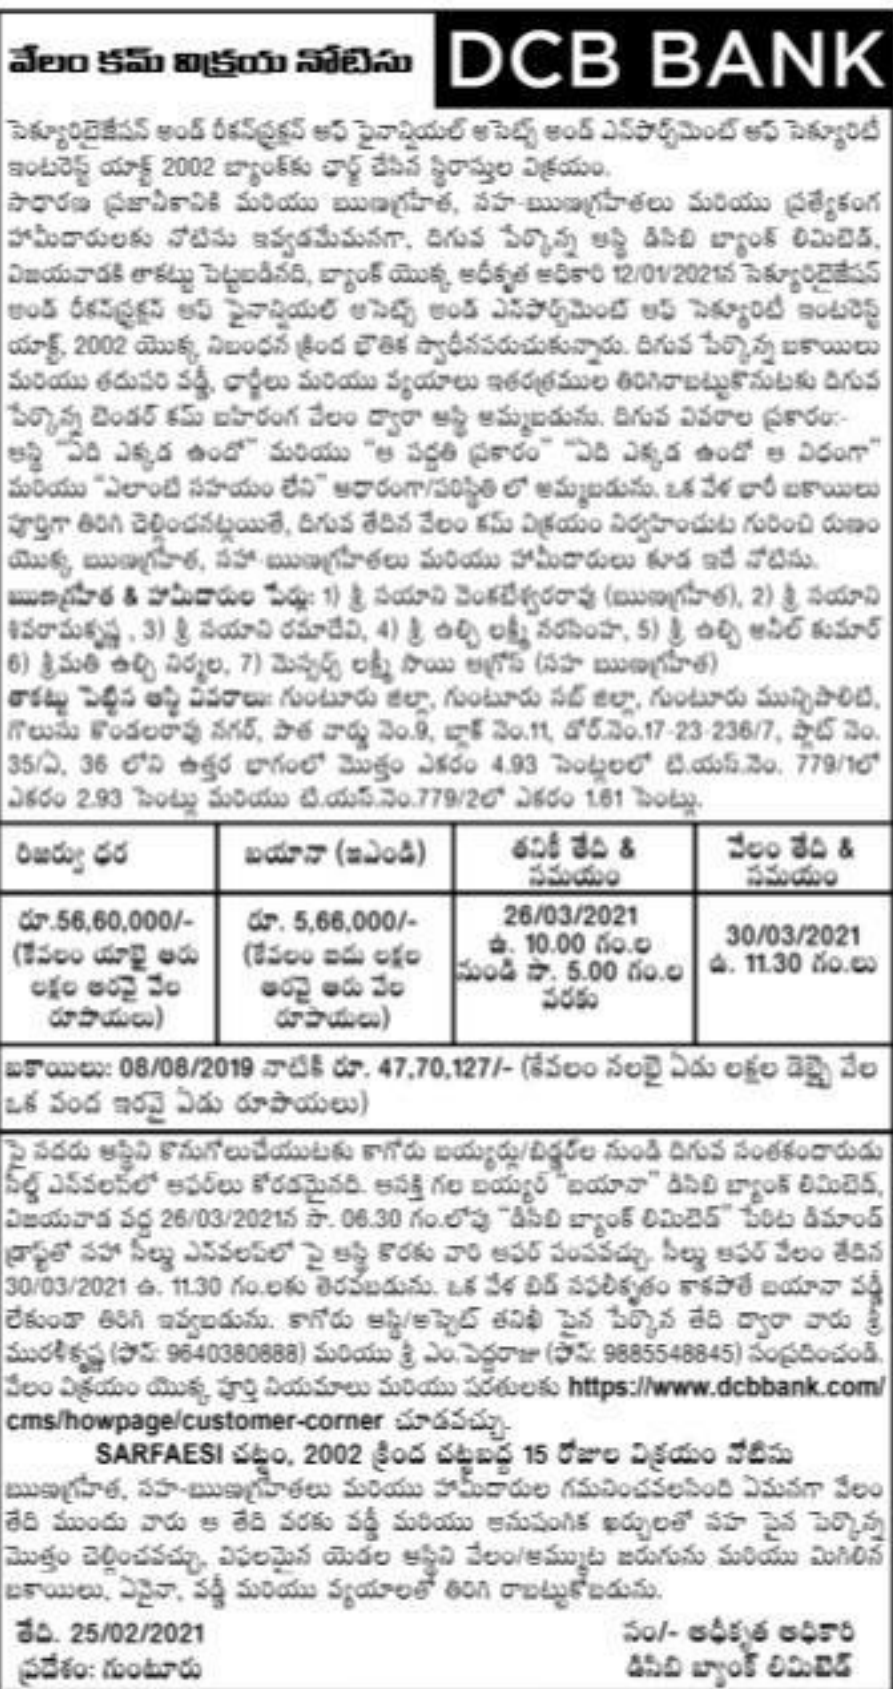 వేలం కమ్ విక్రయ నోటీసు
DCB BANK
సెక్యూరిటైజేషన్ అండ్ రీకన్‌స్ట్రక్షన్ ఆఫ్ ఫైనాన్షియల్ అసెట్స్ అండ్ ఎన్‌ఫోర్స్‌మెంట్ ఆఫ్ సెక్యూరిటీ
ఇంటరెస్ట్ యాక్ట్ 2002 బ్యాంక్‌కు ఛార్జ్ చేసిన స్థిరాస్తుల విక్రయం.
సాధారణ ప్రజానీకానికి మరియు ఋణగ్రహీత, సహ-ఋణగ్రహీతలు మరియు ప్రత్యేకంగ
హామీదారులకు నోటీసు ఇవ్వడమేమనగా, దిగువ పేర్కొన్న ఆస్థి డిసిబి బ్యాంక్ లిమిటెడ్,
విజయవాడకి తాకట్టు పెట్టబడినది, బ్యాంక్ యొక్క అధీకృత అధికారి 12/01/2021న సెక్యూరిటైజేషన్
అండ్ రీకన్‌స్ట్రక్షన్ ఆఫ్ ఫైనాన్షియల్ అసెట్స్ అండ్ ఎన్‌ఫోర్స్‌మెంట్ ఆఫ్ సెక్యూరిటీ ఇంటరెస్ట్
యాక్ట్, 2002 యొక్క నిబంధన క్రింద భౌతిక స్వాధీనపరుచుకున్నారు. దిగువ పేర్కొన్న బకాయిలు
మరియు తదుపరి వడ్డీ, ఛార్జీలు మరియు వ్యయాలు ఇతరత్రముల తిరిగిరాబట్టుకొనుటకు దిగువ
పేర్కొన్న టెండర్ కమ్ బహిరంగ వేలం ద్వారా ఆస్థి అమ్మబడును. దిగువ వివరాల ప్రకారం:-
ఆస్థి "ఏది ఎక్కడ ఉందో" మరియు "ఆ పద్దతి ప్రకారం" "ఏది ఎక్కడ ఉందో ఆ విధంగా"
మరియు "ఎలాంటి సహయం లేని" ఆధారంగా/పరిస్థితి లో అమ్మబడును. ఒక వేళ భారీ బకాయిలు
పూర్తిగా తిరిగి చెల్లించనట్లయితే, దిగువ తేదిన వేలం కమ్ విక్రయం నిర్వహించుట గురించి రుణం
యొక్క ఋణగ్రహీత, సహా-ఋణగ్రహీతలు మరియు హామీదారులు కూడ ఇదే నోటీసు.
ఋణగ్రహీత & హామీదారుల పేర్లు: 1) శ్రీ నయాని వెంకటేశ్వరరావు (ఋణగ్రహీత), 2) శ్రీ నయాని
శివరామకృష్ణ, 3) శ్రీ నయాని రమాదేవి, 4) శ్రీ ఉల్చి లక్ష్మీ నరసింహ, 5) శ్రీ ఉల్చి అనీల్ కుమార్
6) శ్రీమతి ఉల్చి నిర్మల, 7) మెస్సర్స్ లక్ష్మీ సాయి ఆగ్రోస్ (సహ ఋణగ్రహీత)
తాకట్టు పెట్టిన ఆస్థి వివరాలు: గుంటూరు జిల్లా, గుంటూరు సబ్ జిల్లా, గుంటూరు మున్సిపాలిటి,
గొలుసు కొండలరావు నగర్, పాత వార్డు నెం.9, బ్లాక్ నెం.11, డోర్.నెం.17-23-236/7, ప్లాట్ నెం.
35/ఏ, 36 లోని ఉత్తర భాగంలో మొత్తం ఎకరం 4.93 సెంట్లలలో టి.యస్.నెం. 779/1లో
ఎకరం 2.93 సెంట్లు మరియు టి.యస్.నెం.779/2లో ఎకరం 1.61 సెంట్లు.
రిజర్వు ధర
బయానా (ఇఎండి)
తనికీ తేది &
సమయం
వేలం తేది &
సమయం
రూ.56,60,000/-
(కేవలం యాభై ఆరు
లక్షల అరవై వేల
రూపాయలు)
రూ. 5,66,000/-
(కేవలం ఐదు లక్షల
అరవై ఆరు వేల
రూపాయలు)
26/03/2021
ఉ. 10.00 గం.ల
నుండి సా. 5.00 గం.ల
వరకు
30/03/2021
ఉ. 11.30 గం.లు
బకాయిలు: 08/08/2019 నాటికి రూ. 47,70,127/- (కేవలం నలభై ఏడు లక్షల డెబ్బై వేల
ఒక వంద ఇరవై ఏడు రూపాయలు)
పై సదరు ఆస్థిని కొనుగోలుచేయుటకు కాగోరు బయ్యర్లు/బిడ్డర్‌ల నుండి దిగువ సంతకందారుడు
సీల్డ్ ఎన్‌వలప్‌లో ఆఫర్‌లు కోరడమైనది. ఆసక్తి గల బయ్యర్ "బయానా" డిసిబి బ్యాంక్ లిమిటెడ్,
విజయవాడ వద్ద 26/03/2021న సా. 06.30 గం.లోపు "డిసిబి బ్యాంక్ లిమిటెడ్" పేరిట డిమాండ్
డ్రాఫ్ట్‌తో సహా సీల్డు ఎన్‌వలప్‌లో పై ఆస్థి కొరకు వారి ఆఫర్ పంపవచ్చు. సీల్డు ఆఫర్ వేలం తేదిన
30/03/2021 ఉ. 11.30 గం.లకు తెరవబడును. ఒక వేళ బిడ్ సఫలీకృతం కాకపోతే బయానా వడ్డీ
లేకుండా తిరిగి ఇవ్వబడును. కాగోరు ఆస్థి/అస్సెట్ తనిఖీ పైన పేర్కొన తేది ద్వారా వారు శ్రీ
మురళీకృష్ణ (ఫోన్: 9640380888) మరియు శ్రీ ఎం.పెద్దరాజు (ఫోన్: 9885548845) సంప్రదించండి.
వేలం విక్రయం యొక్క పూర్తి నియమాలు మరియు షరతులకు https://www.dcbbank.com/
cms/howpage/customer-corner చూడవచ్చు.
SARFAESI చట్టం, 2002 క్రింద చట్టబద్ధ 15 రోజుల విక్రయం నోటీసు
ఋణగ్రహీత, సహ-ఋణగ్రహీతలు మరియు హామీదారుల గమనించవలసింది ఏమనగా వేలం
తేది ముందు వారు ఆ తేది వరకు వడ్డీ మరియు అనుషంగిక ఖర్చులతో సహ పైన పేర్కొన్న
మొత్తం చెల్లించవచ్చు, విఫలమైన యెడల ఆస్థిని వేలం/అమ్ముట జరుగును మరియు మిగిలిన
బకాయిలు, ఏవైనా, వడ్డీ మరియు వ్యయాలతో తిరిగి రాబట్టుకోబడును.
తేది. 25/02/2021
ప్రదేశం: గుంటూరు
సం/- అధీకృత అధికారి
డిసిబి బ్యాంక్ లిమిటెడ్